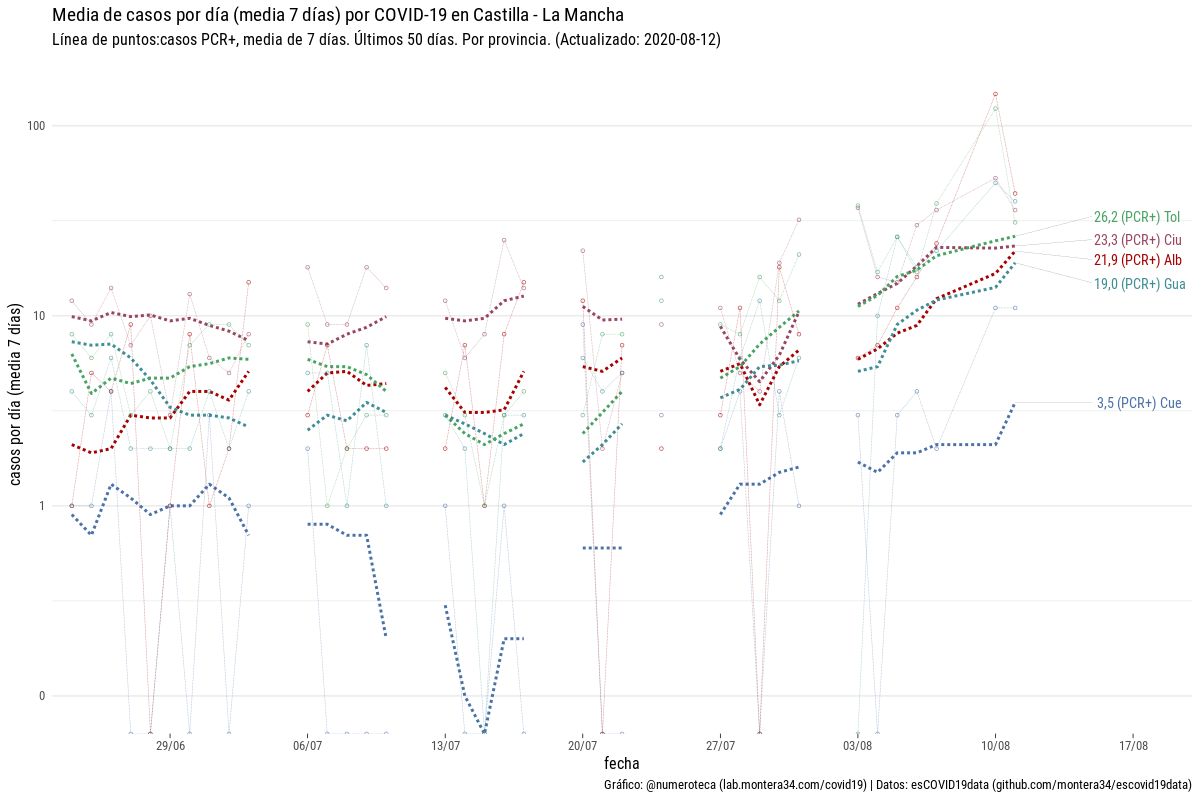 Media de casos por día (media 7 días) por COVID-19 en Castilla - La Mancha
Línea de puntos:casos PCR+, media de 7 días. Últimos 50 días. Por provincia. (Actualizado: 2020-08-12)
casos por día (media 7 días)
100
10
1
0
26,2 (PCR+) Tol
23,3 (PCR+) Ciu
21,9 (PCR+) Alb
19,0 (PCR+) Gua
3,5 (PCR+) Cue
29/06 06/07 13/07 20/07 27/07 03/08 10/08 17/08
fecha
Gráfico: @numeroteca (lab.montera34.com/covid19) | Datos: esCOVID19data (github.com/montera34/escovid19data)